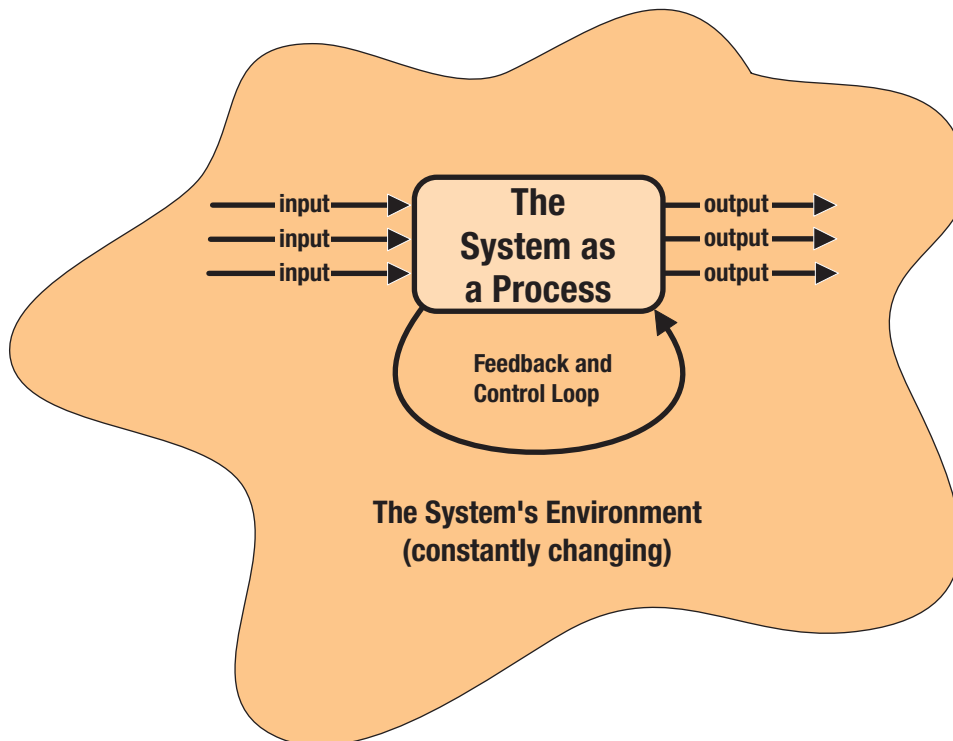 The
System as
a Process
input
input
input
output
output
output
Feedback and
Control Loop
The System's Environment
(constantly changing)